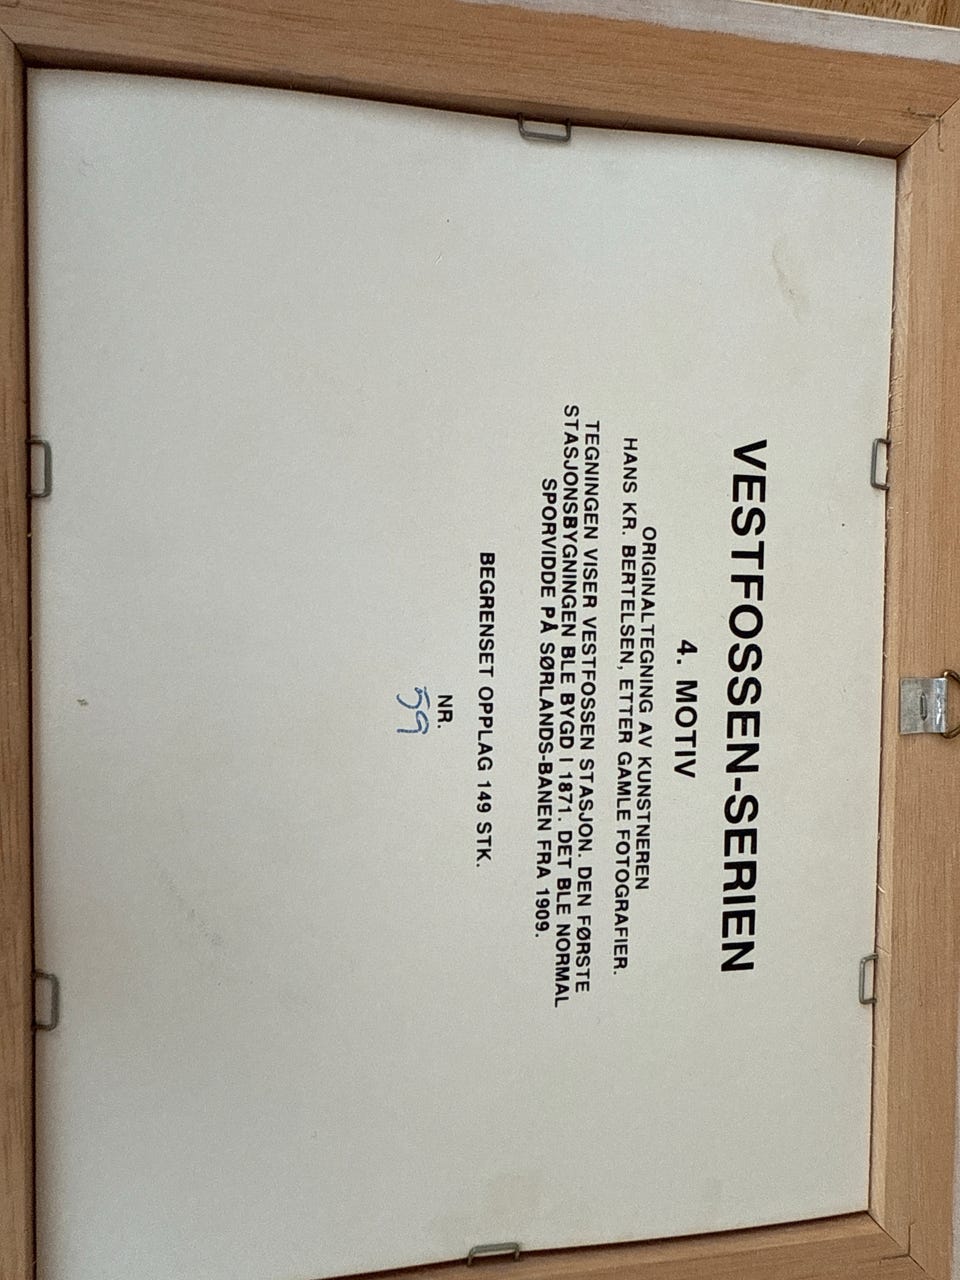 VESTFOSSEN-SERIEN
4. MOTIV
ORIGINALTEGNING AV KUNSTNEREN
HANS KR. BERTELSEN, ETTER GAMLE FOTOGRAFIER.
TEGNINGEN VISER VESTFOSSEN STASJON. DEN FØRSTE
STASJONSBYGNINGEN BLE BYGD I 1871. DET BLE NORMAL
SPORVIDDE PÅ SØRLANDS-BANEN FRA 1909.
BEGRENSET OPPLAG 149 STK.
NR.
59